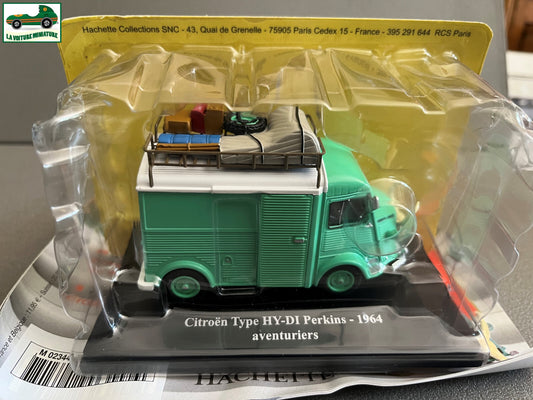 LA VOITURE MINIATURE
Hachette Collections SNC - 43, Quai de Grenelle - 75905 Paris Cedex 15 - France - 395 291 644 RCS Paris
Citroën Type HY-DI Perkins - 1964
aventuriers
M 0234
HACHETTE